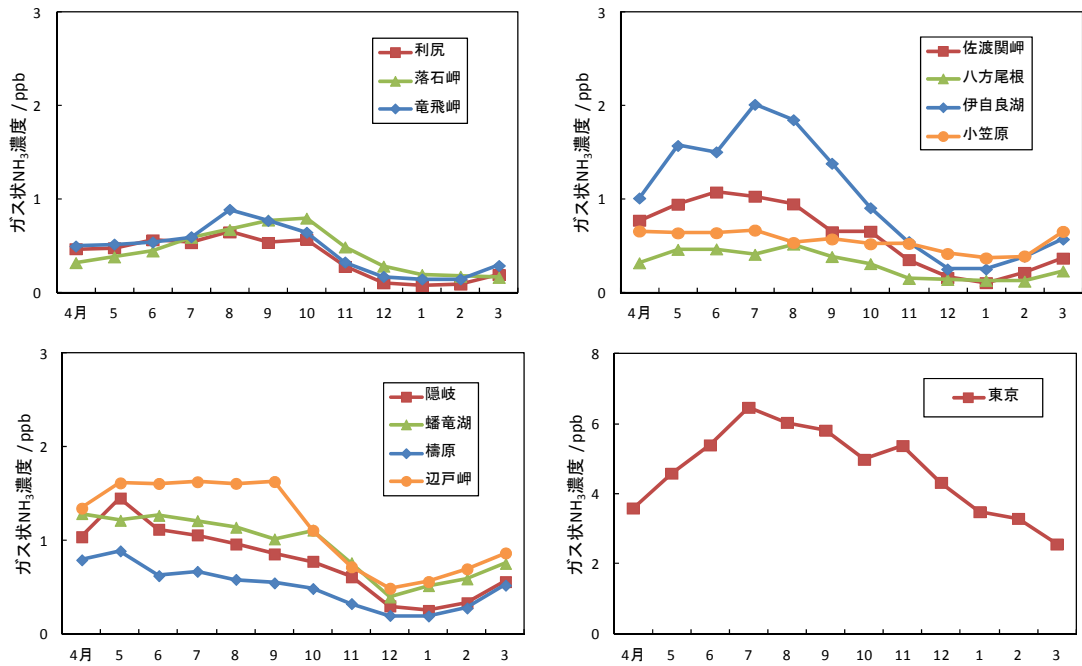 ガス状NH₃濃度 / ppb
3
2
1
0
利尻
落石岬
竜飛岬
4月 5 6 7 8 9 10 11 12 1 2 3
ガス状NH₃濃度 / ppb
3
2
1
0
佐渡関岬
八方尾根
伊自良湖
小笠原
4月 5 6 7 8 9 10 11 12 1 2 3
ガス状NH₃濃度 / ppb
3
2
1
0
隠岐
蟠竜湖
檮原
辺戸岬
4月 5 6 7 8 9 10 11 12 1 2 3
ガス状NH₃濃度 / ppb
8
6
4
2
0
東京
4月 5 6 7 8 9 10 11 12 1 2 3